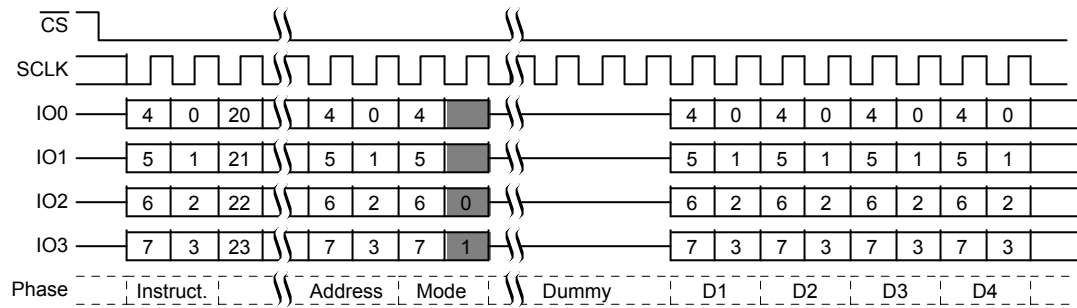 CS
SCLK
IO0 4 0 20 4 0 4 4 0 4 0 4 0 4 0
IO1 5 1 21 5 1 5 5 1 5 1 5 1 5 1
IO2 6 2 22 6 2 6 0 6 2 6 2 6 2 6 2
IO3 7 3 23 7 3 7 1 7 3 7 3 7 3 7 3
Phase Instruct. Address Mode Dummy D1 D2 D3 D4